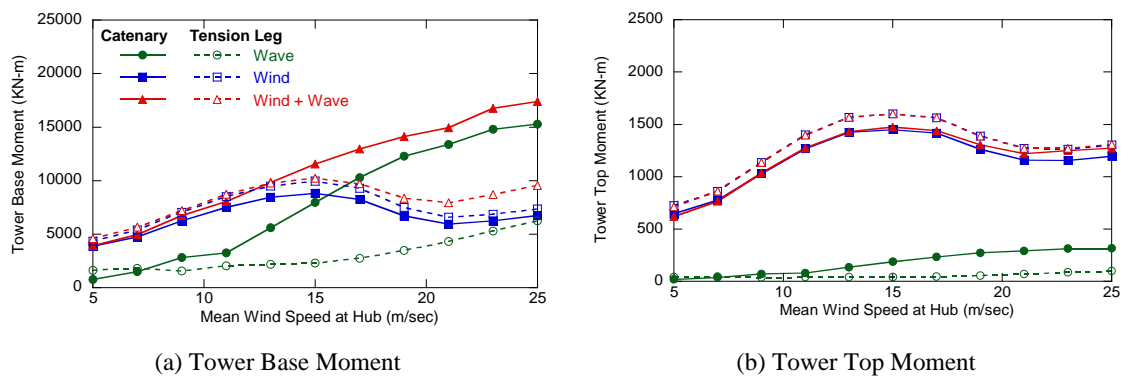 Catenary Tension Leg
Wave
Wind
Wind + Wave
Tower Base Moment (KN-m)
25000
20000
15000
10000
5000
0
5 10 15 20 25
Mean Wind Speed at Hub (m/sec)
(a) Tower Base Moment
Tower Top Moment (KN-m)
2500
2000
1500
1000
500
0
5 10 15 20 25
Mean Wind Speed at Hub (m/sec)
(b) Tower Top Moment